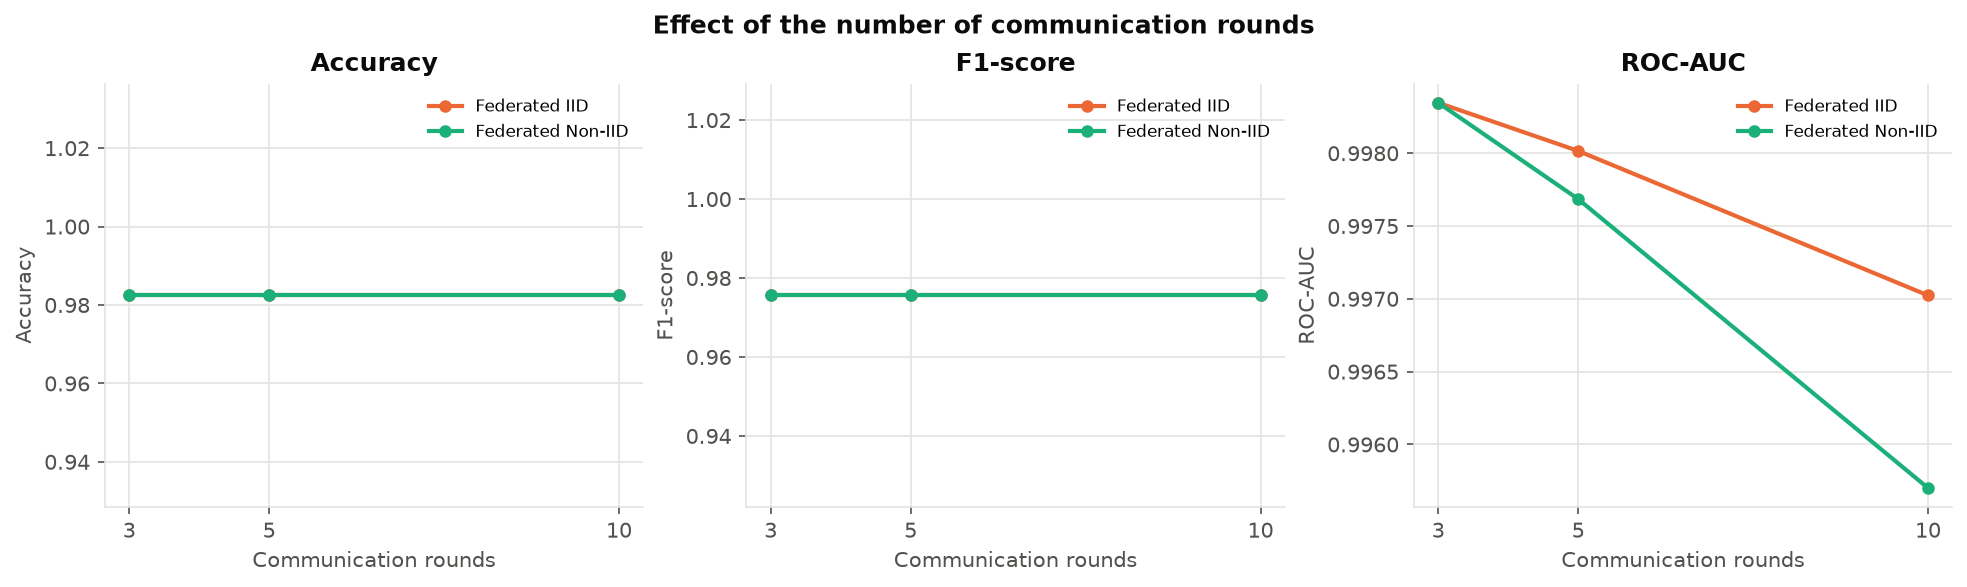 Effect of the number of communication rounds
Accuracy
Federated IID
Federated Non-IID
1.02
1.00
0.98
0.96
0.94
Accuracy
3 5 10
Communication rounds
F1-score
Federated IID
Federated Non-IID
1.02
1.00
0.98
0.96
0.94
F1-score
3 5 10
Communication rounds
ROC-AUC
Federated IID
Federated Non-IID
0.9980
0.9975
0.9970
0.9965
0.9960
ROC-AUC
3 5 10
Communication rounds